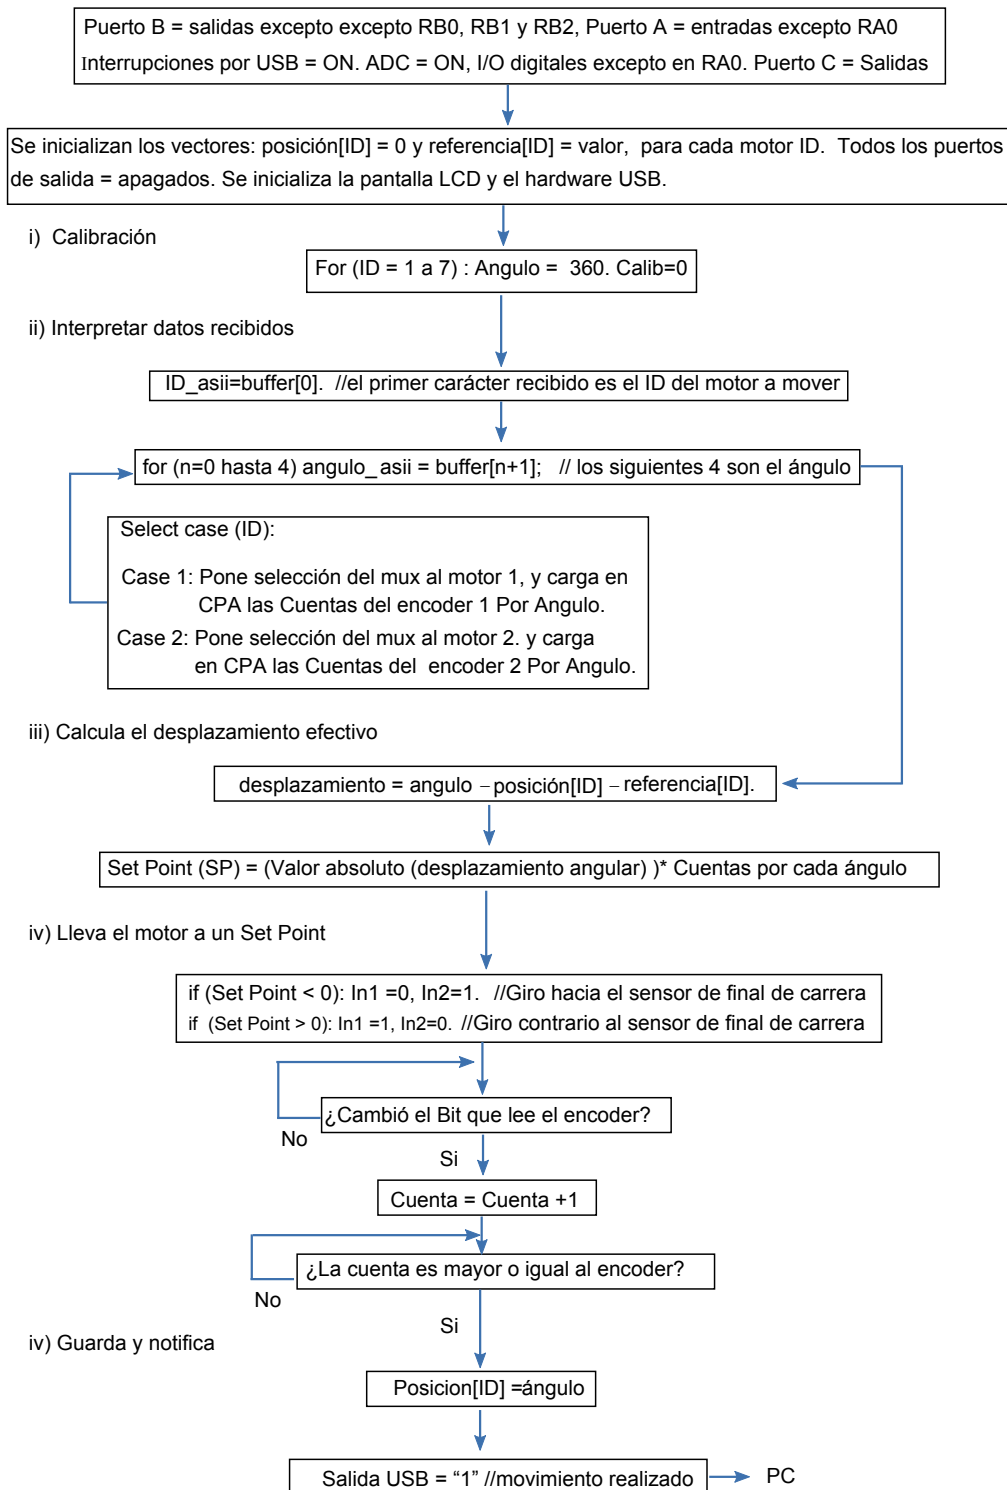 Puerto B = salidas excepto excepto RB0, RB1 y RB2, Puerto A = entradas excepto RA0
Interrupciones por USB = ON. ADC = ON, I/O digitales excepto en RA0. Puerto C = Salidas
Se inicializan los vectores: posición[ID] = 0 y referencia[ID] = valor, para cada motor ID. Todos los puertos
de salida = apagados. Se inicializa la pantalla LCD y el hardware USB.
i) Calibración
For (ID = 1 a 7) : Angulo = 360. Calib=0
ii) Interpretar datos recibidos
ID_asii=buffer[0]. //el primer carácter recibido es el ID del motor a mover
for (n=0 hasta 4) angulo_asii = buffer[n+1]; // los siguientes 4 son el ángulo
Select case (ID):
Case 1: Pone selección del mux al motor 1, y carga en
CPA las Cuentas del encoder 1 Por Angulo.
Case 2: Pone selección del mux al motor 2. y carga
en CPA las Cuentas del encoder 2 Por Angulo.
iii) Calcula el desplazamiento efectivo
desplazamiento = angulo – posición[ID] – referencia[ID].
Set Point (SP) = (Valor absoluto (desplazamiento angular) )* Cuentas por cada ángulo
iv) Lleva el motor a un Set Point
if (Set Point < 0): In1 =0, In2=1. //Giro hacia el sensor de final de carrera
if (Set Point > 0): In1 =1, In2=0. //Giro contrario al sensor de final de carrera
¿Cambió el Bit que lee el encoder?
No
Si
Cuenta = Cuenta +1
¿La cuenta es mayor o igual al encoder?
No
Si
iv) Guarda y notifica
Posicion[ID] =ángulo
Salida USB = “1” //movimiento realizado
PC